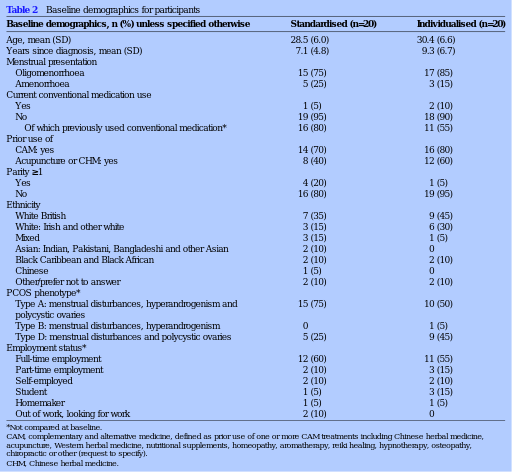 Table 2 Baseline demographics for participants
Baseline demographics, n (%) unless specified otherwise Standardised (n=20) Individualised (n=20)
Age, mean (SD) 28.5 (6.0) 30.4 (6.6)
Years since diagnosis, mean (SD) 7.1 (4.8) 9.3 (6.7)
Menstrual presentation
Oligomenorrhoea 15 (75) 17 (85)
Amenorrhoea 5 (25) 3 (15)
Current conventional medication use
Yes 1 (5) 2 (10)
No 19 (95) 18 (90)
Of which previously used conventional medication* 16 (80) 11 (55)
Prior use of
CAM: yes 14 (70) 16 (80)
Acupuncture or CHM: yes 8 (40) 12 (60)
Parity ≥1
Yes 4 (20) 1 (5)
No 16 (80) 19 (95)
Ethnicity
White British 7 (35) 9 (45)
White: Irish and other white 3 (15) 6 (30)
Mixed 3 (15) 1 (5)
Asian: Indian, Pakistani, Bangladeshi and other Asian 2 (10) 0
Black Caribbean and Black African 2 (10) 2 (10)
Chinese 1 (5) 0
Other/prefer not to answer 2 (10) 2 (10)
PCOS phenotype*
Type A: menstrual disturbances, hyperandrogenism and 15 (75) 10 (50)
polycystic ovaries
Type B: menstrual disturbances, hyperandrogenism 0 1 (5)
Type D: menstrual disturbances and polycystic ovaries 5 (25) 9 (45)
Employment status*
Full-time employment 12 (60) 11 (55)
Part-time employment 2 (10) 3 (15)
Self-employed 2 (10) 2 (10)
Student 1 (5) 3 (15)
Homemaker 1 (5) 1 (5)
Out of work, looking for work 2 (10) 0
*Not compared at baseline.
CAM, complementary and alternative medicine, defined as prior use of one or more CAM treatments including Chinese herbal medicine,
acupuncture, Western herbal medicine, nutritional supplements, homeopathy, aromatherapy, reiki healing, hypnotherapy, osteopathy,
chiropractic or other (request to specify).
CHM, Chinese herbal medicine.